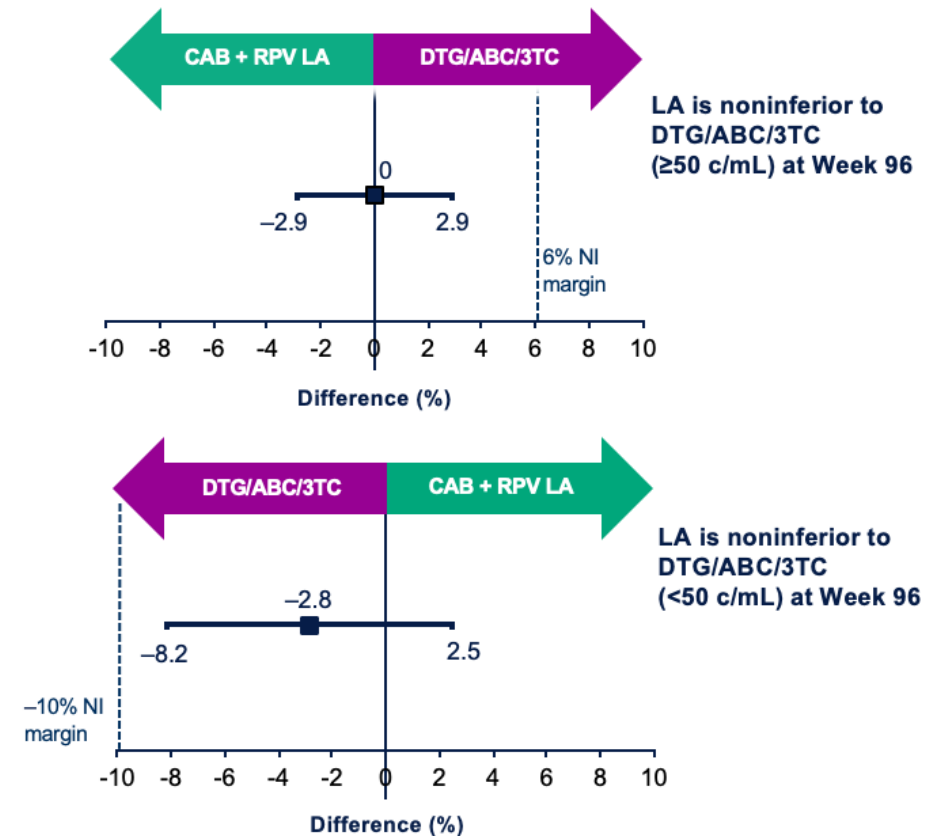 CAB + RPV LA DTG/ABC/3TC
LA is noninferior to
DTG/ABC/3TC
(≥50 c/mL) at Week 96
0
–2.9 2.9
6% NI
margin
-10 -8 -6 -4 -2 0 2 4 6 8 10
Difference (%)
DTG/ABC/3TC CAB + RPV LA
LA is noninferior to
DTG/ABC/3TC
(<50 c/mL) at Week 96
–2.8
–8.2 2.5
–10% NI
margin
-10 -8 -6 -4 -2 0 2 4 6 8 10
Difference (%)